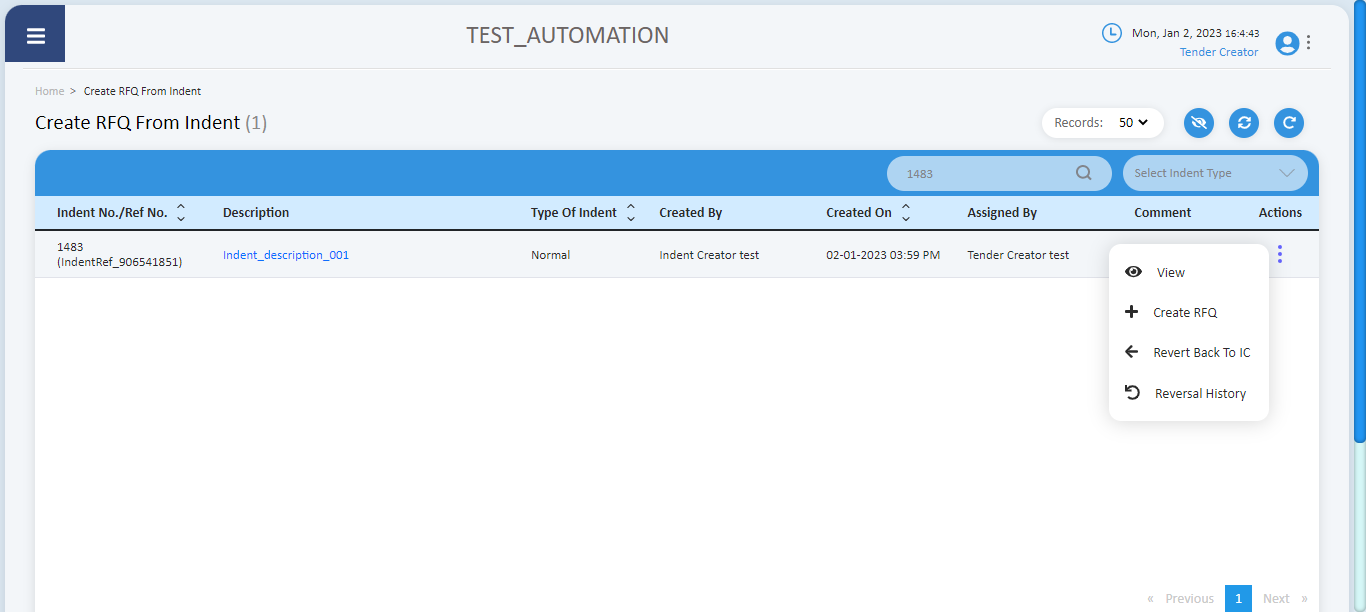 TEST_AUTOMATION
Mon, Jan 2, 2023 16:4:43
Tender Creator
Home > Create RFQ From Indent
Create RFQ From Indent (1)
Records: 50
1483
Select Indent Type
Indent No./Ref No. Description Type Of Indent Created By Created On Assigned By Comment Actions
1483
(IndentRef_906541851)
Indent_description_001 Normal Indent Creator test 02-01-2023 03:59 PM Tender Creator test
View
Create RFQ
Revert Back To IC
Reversal History
« Previous 1 Next »